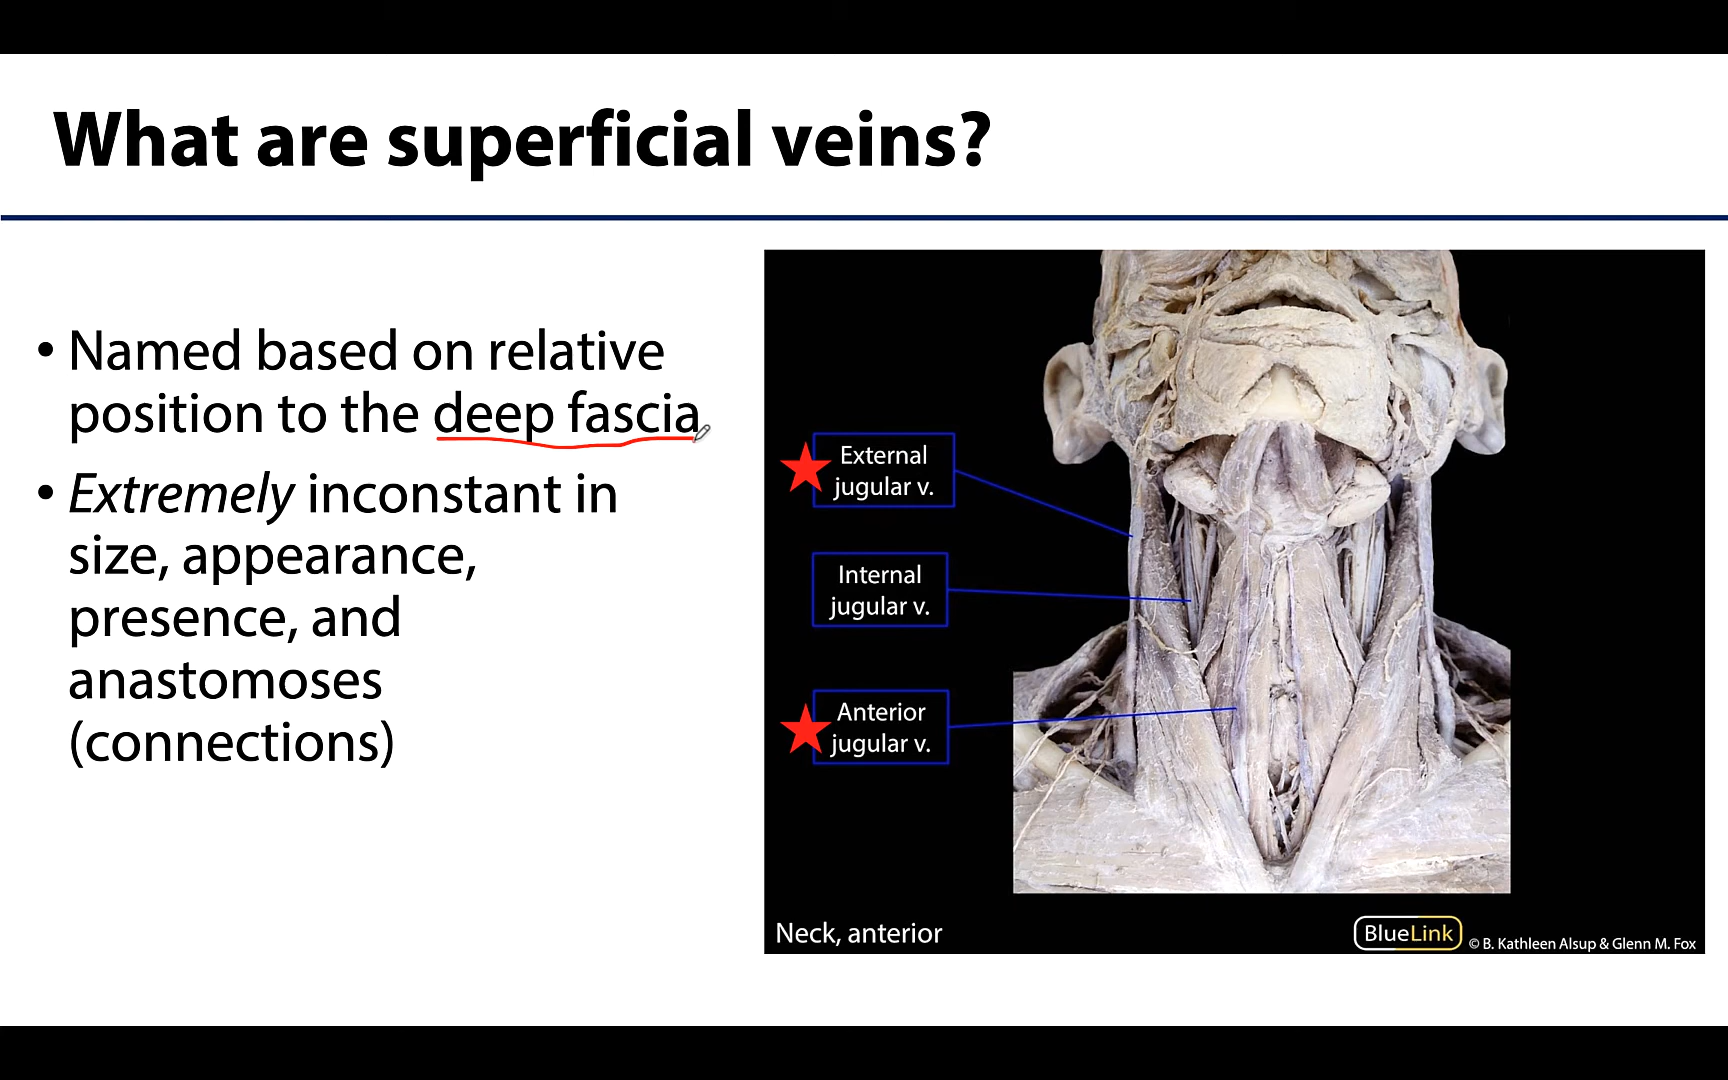 What are superficial veins?
• Named based on relative
position to the deep fascia
• Extremely inconstant in
size, appearance,
presence, and
anastomoses
(connections)
External
jugular v.
Internal
jugular v.
Anterior
jugular v.
Neck, anterior
BlueLink
© B. Kathleen Alsup & Glenn M. Fox